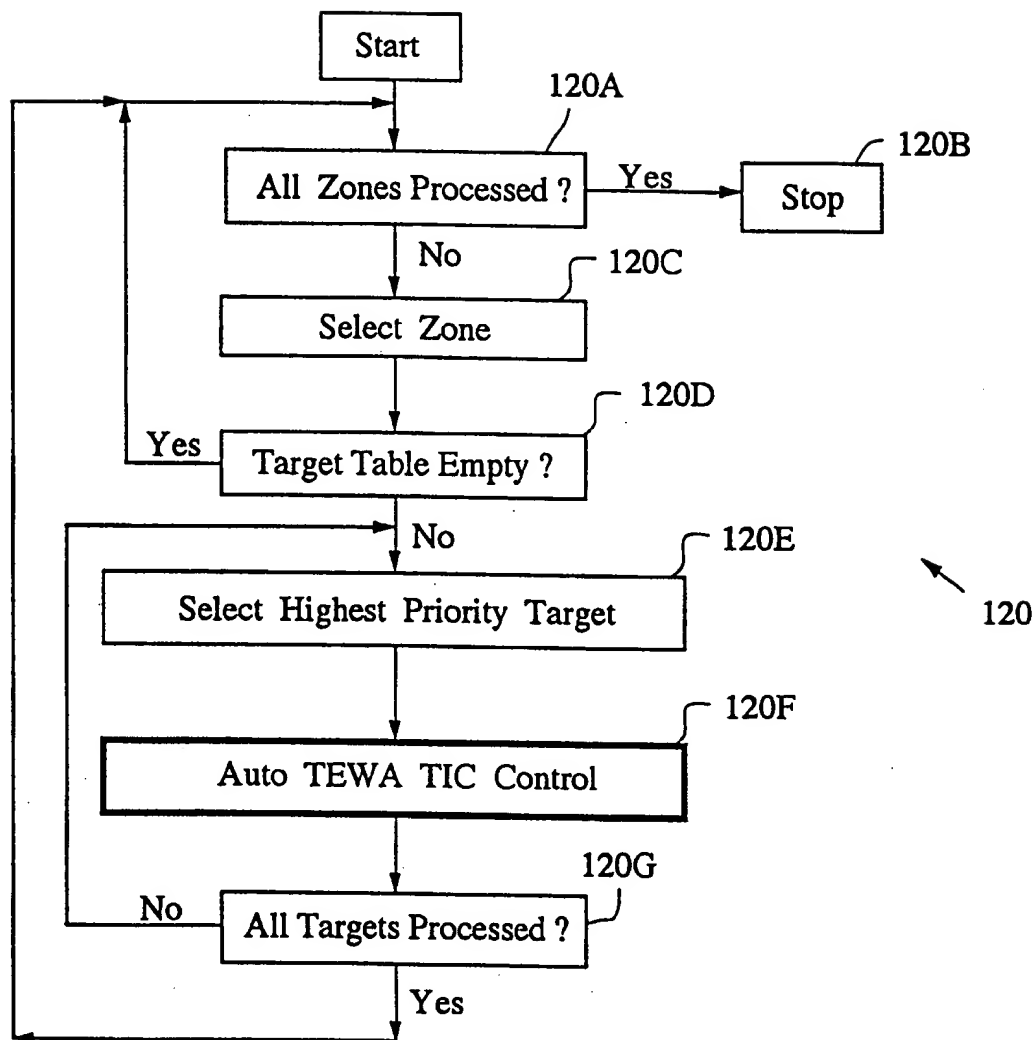 Start
120A
All Zones Processed ?
Yes
120B
Stop
No
120C
Select Zone
120D
Yes
Target Table Empty ?
No
120E
Select Highest Priority Target
120
120F
Auto TEWA TIC Control
120G
No
All Targets Processed ?
Yes